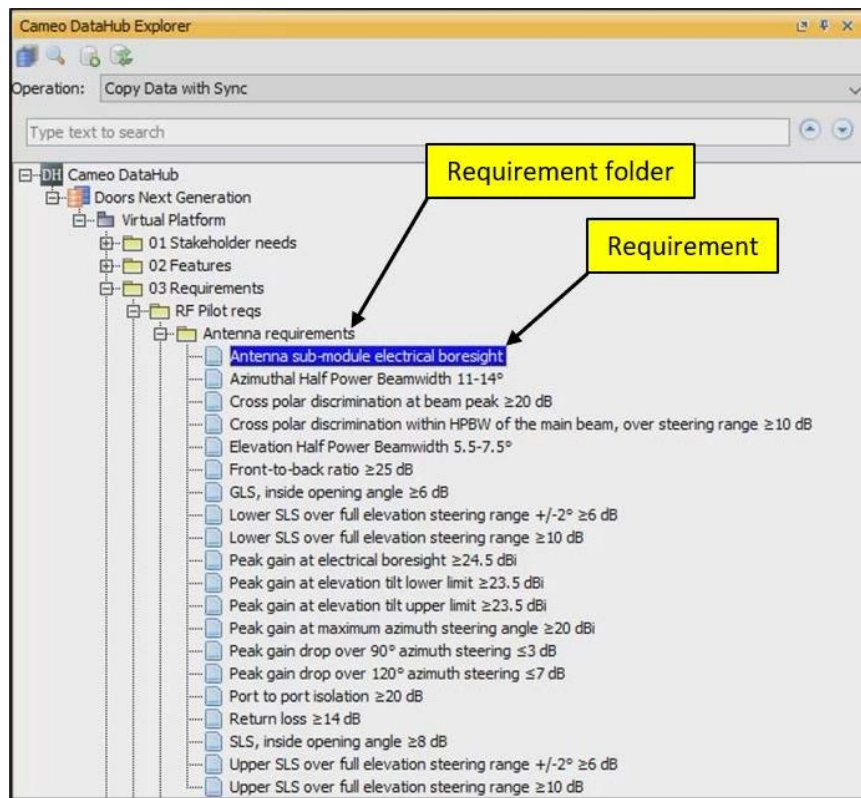 Cameo DataHub Explorer
Operation: Copy Data with Sync
Type text to search
Requirement folder
Requirement
DH Cameo DataHub
Doors Next Generation
Virtual Platform
01 Stakeholder needs
02 Features
03 Requirements
RF Pilot reqs
Antenna requirements
Antenna sub-module electrical boresight
Azimuthal Half Power Beamwidth 11-14°
Cross polar discrimination at beam peak ≥20 dB
Cross polar discrimination within HPBW of the main beam, over steering range ≥10 dB
Elevation Half Power Beamwidth 5.5-7.5°
Front-to-back ratio ≥25 dB
GLS, inside opening angle ≥6 dB
Lower SLS over full elevation steering range +/-2° ≥6 dB
Lower SLS over full elevation steering range ≥10 dB
Peak gain at electrical boresight ≥24.5 dBi
Peak gain at elevation tilt lower limit ≥23.5 dBi
Peak gain at elevation tilt upper limit ≥23.5 dBi
Peak gain at maximum azimuth steering angle ≥20 dBi
Peak gain drop over 90° azimuth steering ≤3 dB
Peak gain drop over 120° azimuth steering ≤7 dB
Port to port isolation ≥20 dB
Return loss ≥14 dB
SLS, inside opening angle ≥8 dB
Upper SLS over full elevation steering range +/-2° ≥6 dB
Upper SLS over full elevation steering range ≥10 dB